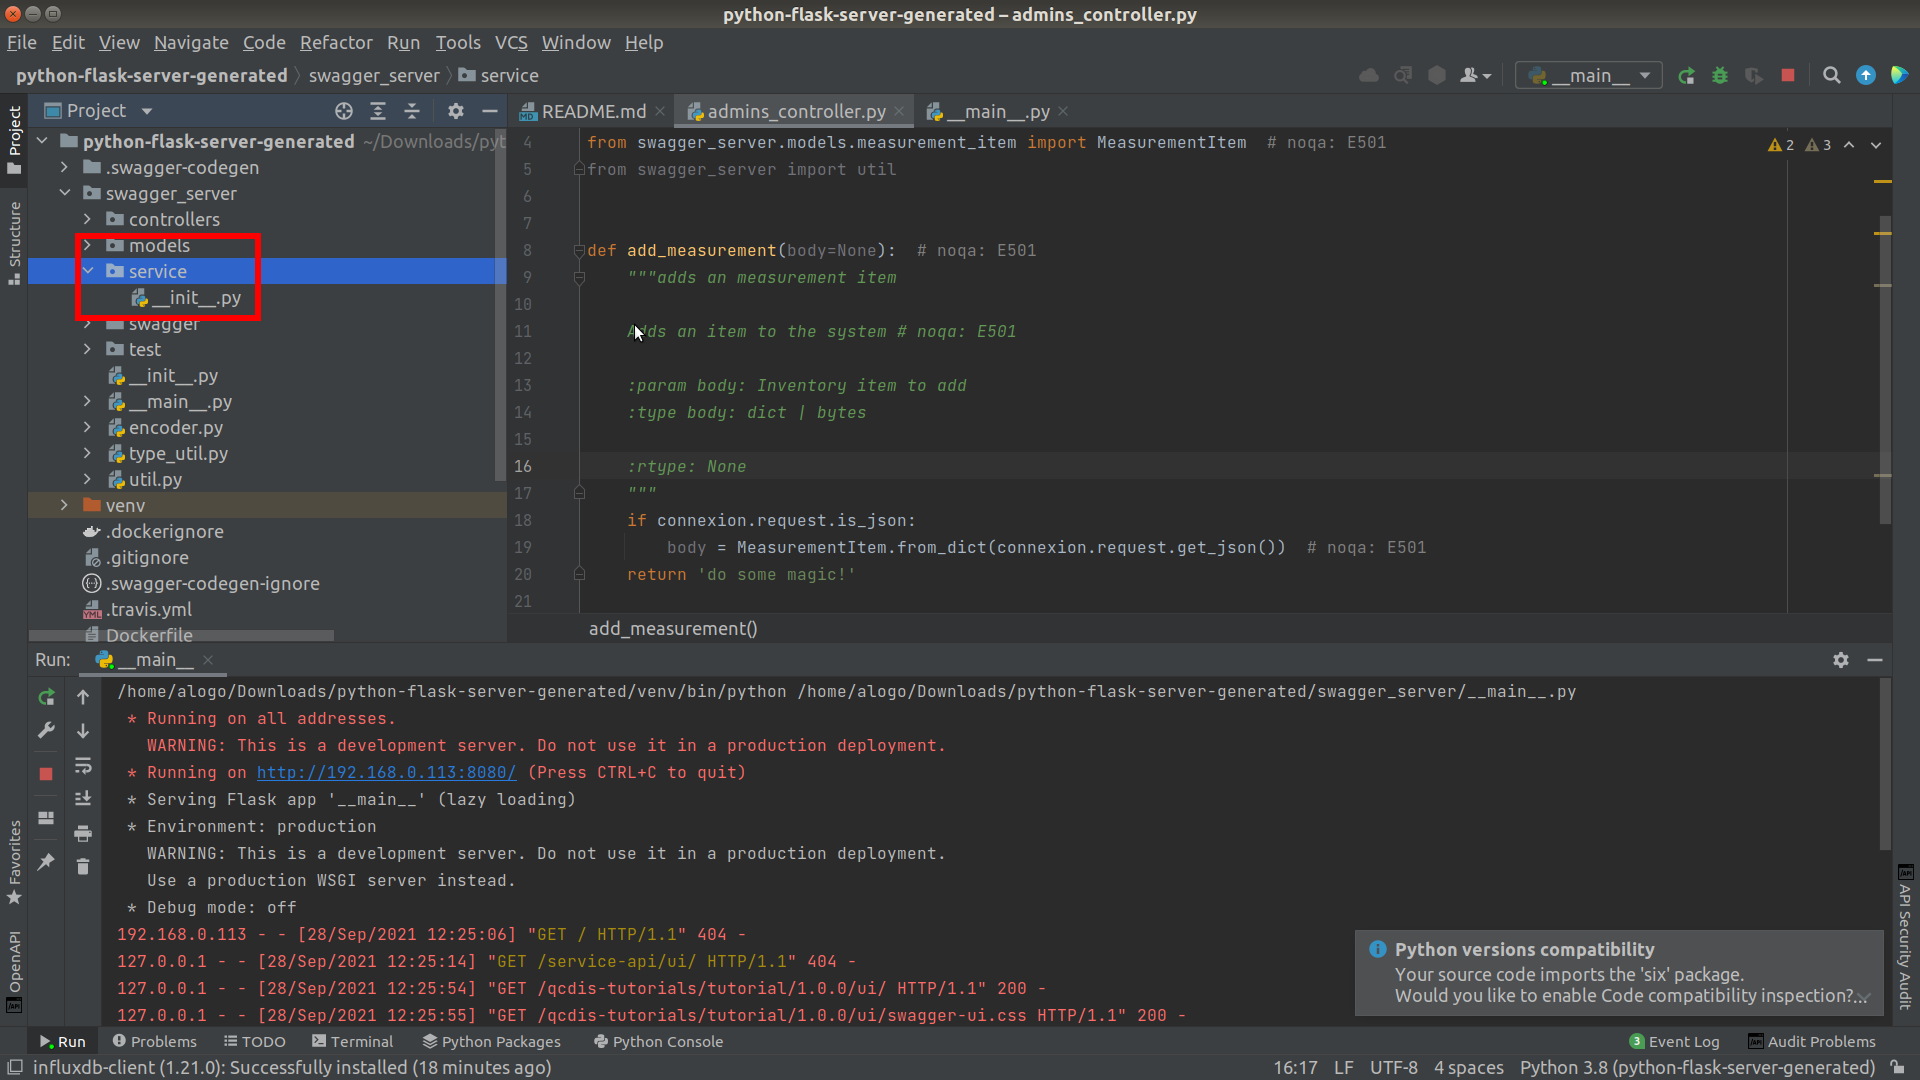 python-flask-server-generated – admins_controller.py
File Edit View Navigate Code Refactor Run Tools VCS Window Help
python-flask-server-generated swagger_server service
__main__
Project
README.md
admins_controller.py
__main__.py
python-flask-server-generated ~/Downloads/pyt
.swagger-codegen
swagger_server
controllers
models
service
__init__.py
swagger
test
__init__.py
__main__.py
encoder.py
type_util.py
util.py
venv
.dockerignore
.gitignore
.swagger-codegen-ignore
.travis.yml
Dockerfile
Project
Structure
Favorites
OpenAPI
4 from swagger_server.models.measurement_item import MeasurementItem  # noqa: E501
5 from swagger_server import util
6
7
8 def add_measurement(body=None):  # noqa: E501
9 """adds an measurement item
10
11 Adds an item to the system # noqa: E501
12
13 :param body: Inventory item to add
14 :type body: dict | bytes
15
16 :rtype: None
17 """
18 if connexion.request.is_json:
19 body = MeasurementItem.from_dict(connexion.request.get_json())  # noqa: E501
20 return 'do some magic!'
21
2 3
add_measurement()
Run: __main__
/home/alogo/Downloads/python-flask-server-generated/venv/bin/python /home/alogo/Downloads/python-flask-server-generated/swagger_server/__main__.py
* Running on all addresses.
WARNING: This is a development server. Do not use it in a production deployment.
* Running on http://192.168.0.113:8080/ (Press CTRL+C to quit)
* Serving Flask app '__main__' (lazy loading)
* Environment: production
WARNING: This is a development server. Do not use it in a production deployment.
Use a production WSGI server instead.
* Debug mode: off
192.168.0.113 - - [28/Sep/2021 12:25:06] "GET / HTTP/1.1" 404 -
127.0.0.1 - - [28/Sep/2021 12:25:14] "GET /service-api/ui/ HTTP/1.1" 404 -
127.0.0.1 - - [28/Sep/2021 12:25:54] "GET /qcdis-tutorials/tutorial/1.0.0/ui/ HTTP/1.1" 200 -
127.0.0.1 - - [28/Sep/2021 12:25:55] "GET /qcdis-tutorials/tutorial/1.0.0/ui/swagger-ui.css HTTP/1.1" 200 -
Python versions compatibility
Your source code imports the 'six' package.
Would you like to enable Code compatibility inspection?...
API Security Audit
Run Problems TODO Terminal Python Packages Python Console
3 Event Log Audit Problems
influxdb-client (1.21.0): Successfully installed (18 minutes ago)
16:17 LF UTF-8 4 spaces Python 3.8 (python-flask-server-generated)